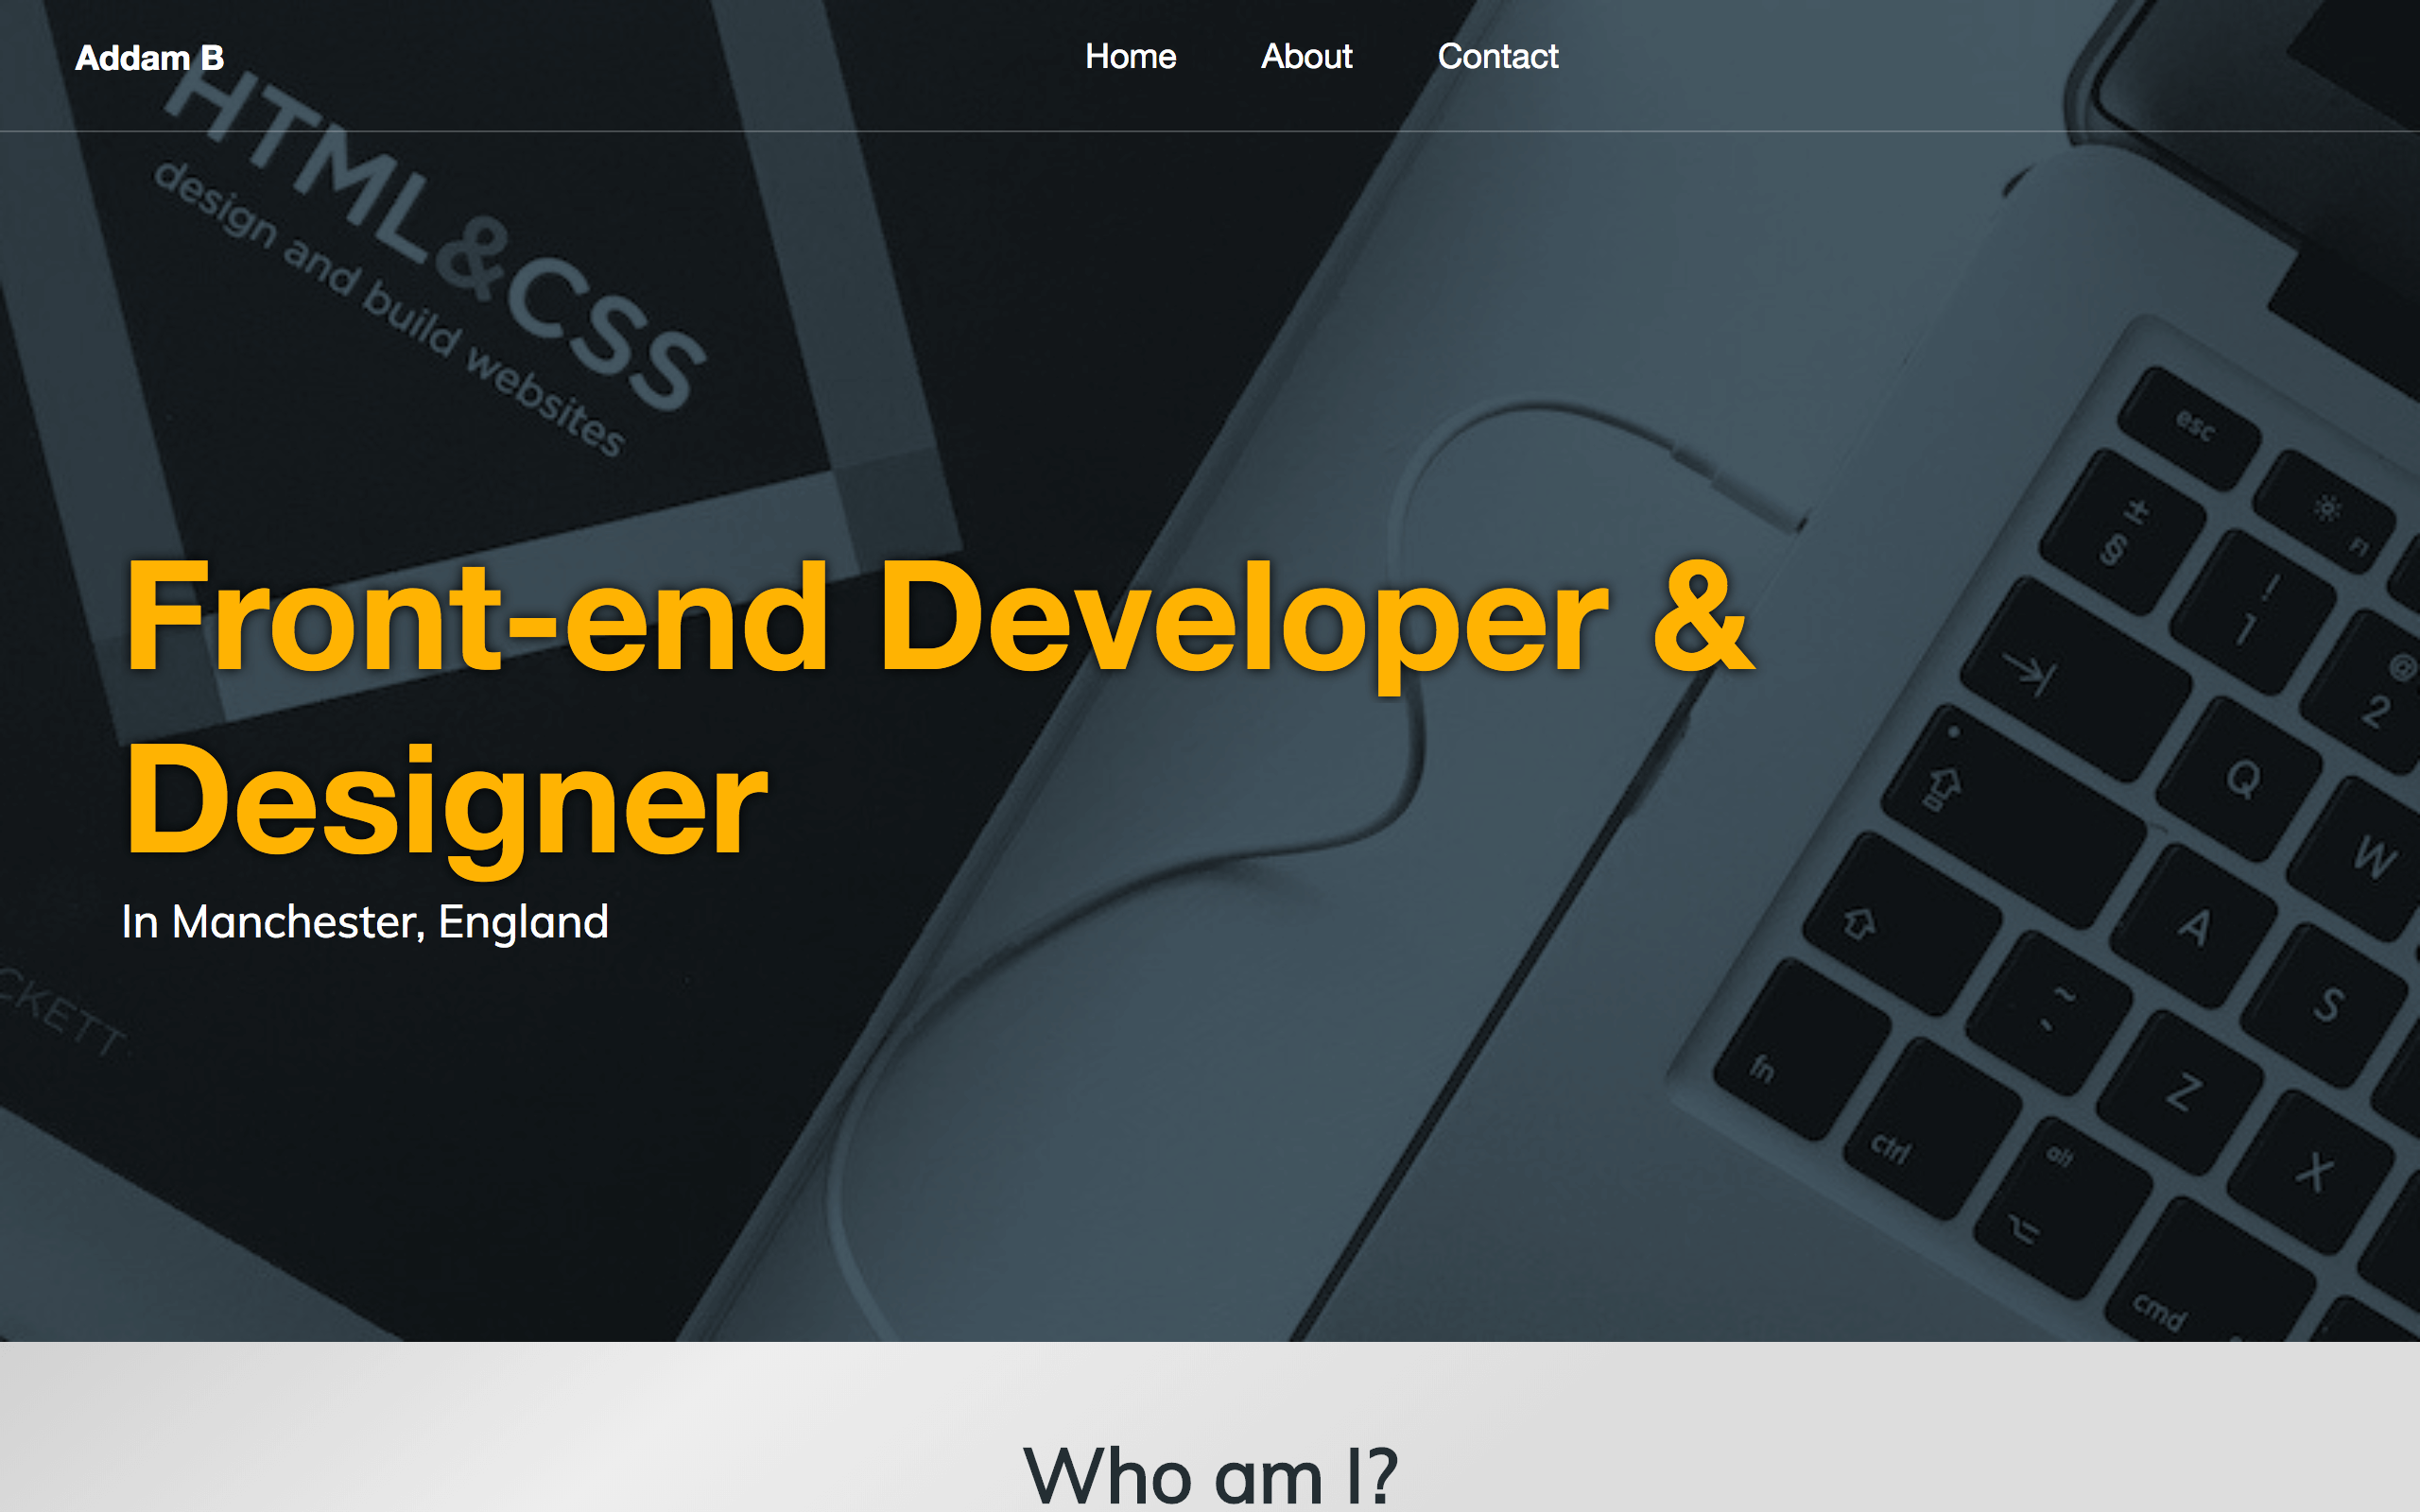 Addam B
Home About Contact
HTML&CSS
design and build websites
Front-end Developer &
Designer
In Manchester, England
CKETT
esc
F1
±
§
!
1
@
2
Q
W
A
S
~
Z
X
fn
ctrl
alt
cmd
Who am I?